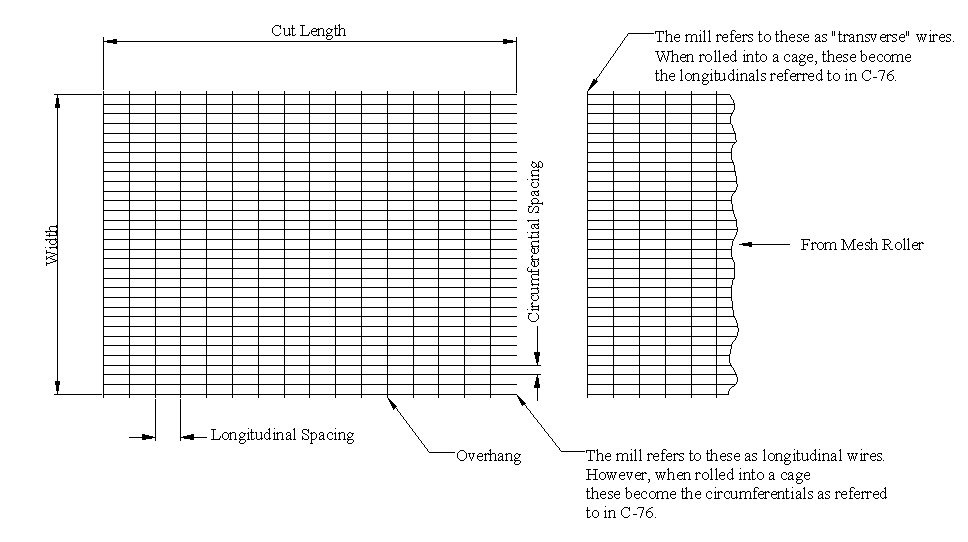 Cut Length
The mill refers to these as "transverse" wires.
When rolled into a cage, these become
the longitudinals referred to in C-76.
Width
Circumferential Spacing
From Mesh Roller
Longitudinal Spacing
Overhang
The mill refers to these as longitudinal wires.
However, when rolled into a cage
these become the circumferentials as referred
to in C-76.